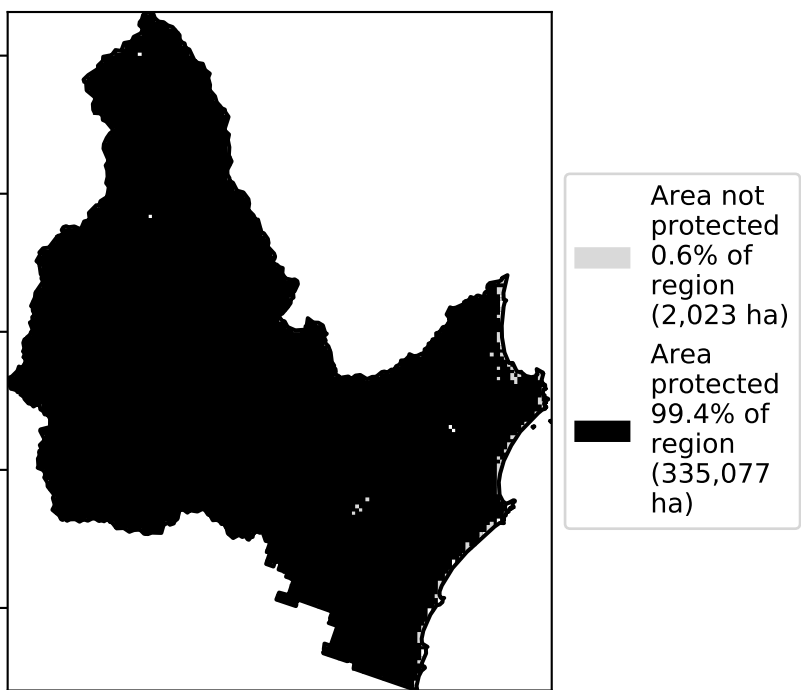 Area not
protected
0.6% of
region
(2,023 ha)
Area
protected
99.4% of
region
(335,077
ha)